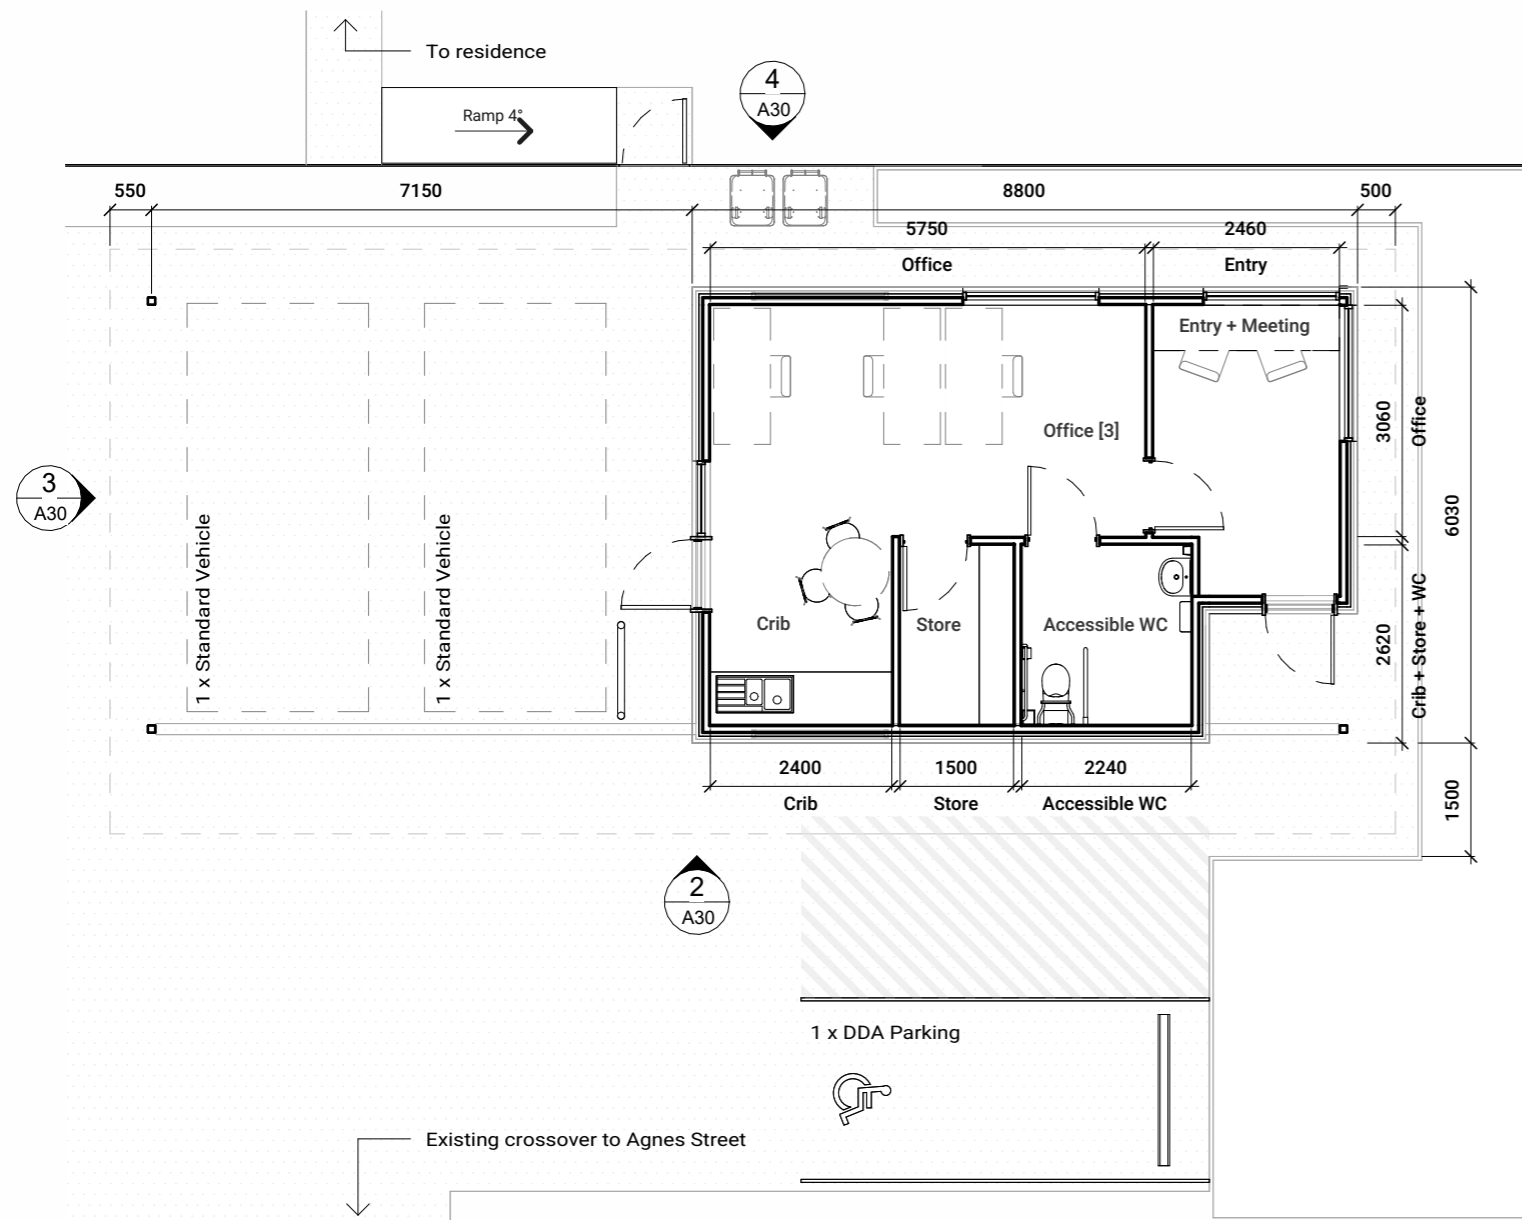 To residence
4
A30
Ramp 4°
550
7150
8800
500
5750
2460
Office
Entry
Entry + Meeting
3060
Office
Office [3]
3
A30
6030
1 x Standard Vehicle
1 x Standard Vehicle
Crib
Store
Accessible WC
2620
Crib + Store + WC
2400
1500
2240
1500
Crib
Store
Accessible WC
2
A30
1 x DDA Parking
Existing crossover to Agnes Street